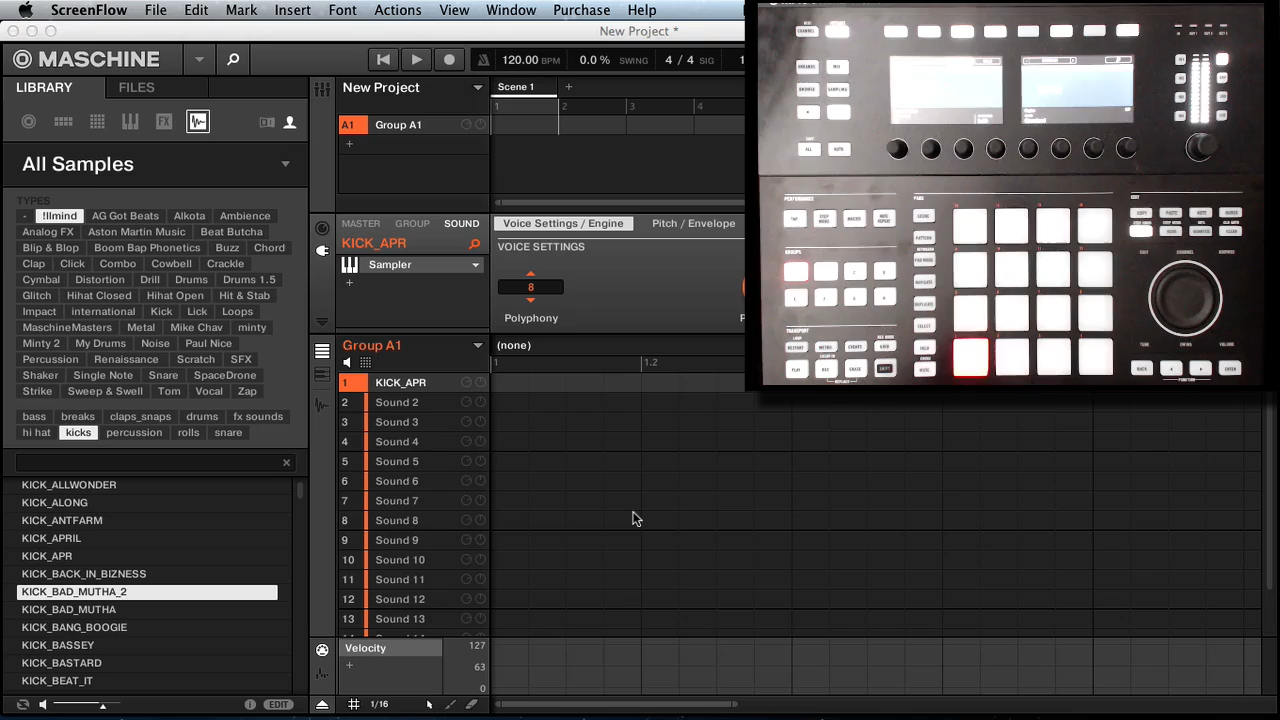 ScreenFlow File Edit Mark Insert Font Actions View Window Purchase Help
New Project *
MASCHINE
120.00 BPM 0.0 % SWING 4 / 4 SIG
LIBRARY FILES
All Samples
TYPES
- !llmind AG Got Beats Alkota Ambience
Analog FX Aston Martin Music Beat Butcha
Blip & Blop Boom Bap Phonetics Buzz Chord
Clap Click Combo Cowbell Crackle
Cymbal Distortion Drill Drums Drums 1.5
Glitch Hihat Closed Hihat Open Hit & Stab
Impact international Kick Lick Loops
MaschineMasters Metal Mike Chav minty
Minty 2 My Drums Noise Paul Nice
Percussion Renaissance Scratch SFX
Shaker Single Note Snare SpaceDrone
Strike Sweep & Swell Tom Vocal Zap
bass breaks claps_snaps drums fx sounds
hi hat kicks percussion rolls snare
KICK_ALLWONDER
KICK_ALONG
KICK_ANTFARM
KICK_APRIL
KICK_APR
KICK_BACK_IN_BIZNESS
KICK_BAD_MUTHA_2
KICK_BAD_MUTHA
KICK_BANG_BOOGIE
KICK_BASSEY
KICK_BASTARD
KICK_BEAT_IT
EDIT
New Project
A1 Group A1
Scene 1
1 2 3 4
MASTER GROUP SOUND
KICK_APR
Sampler
Voice Settings / Engine Pitch / Envelope
VOICE SETTINGS
8
Polyphony
Group A1
(none)
1 1.2
1 KICK_APR
2 Sound 2
3 Sound 3
4 Sound 4
5 Sound 5
6 Sound 6
7 Sound 7
8 Sound 8
9 Sound 9
10 Sound 10
11 Sound 11
12 Sound 12
13 Sound 13
Velocity
127
63
0
1/16